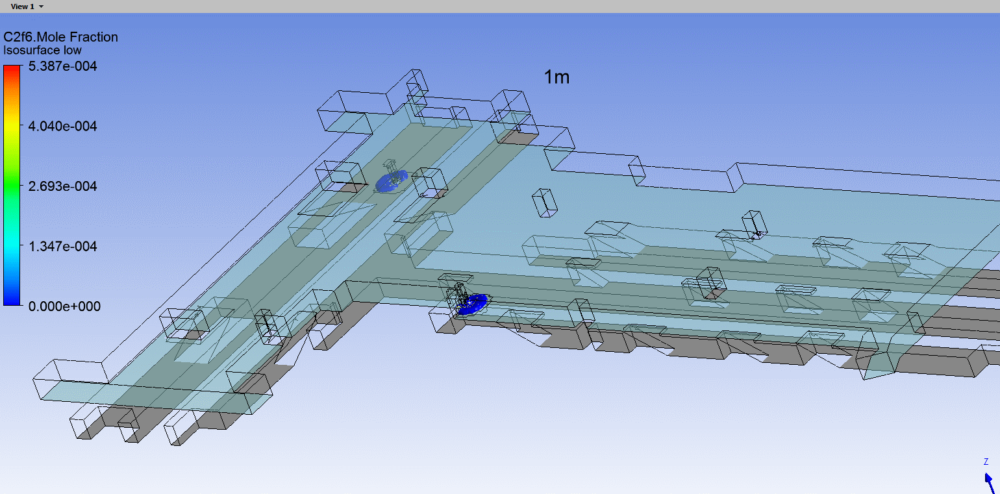 View 1
C2f6.Mole Fraction
Isosurface low
5.387e-004
1m
4.040e-004
2.693e-004
1.347e-004
0.000e+000
Z